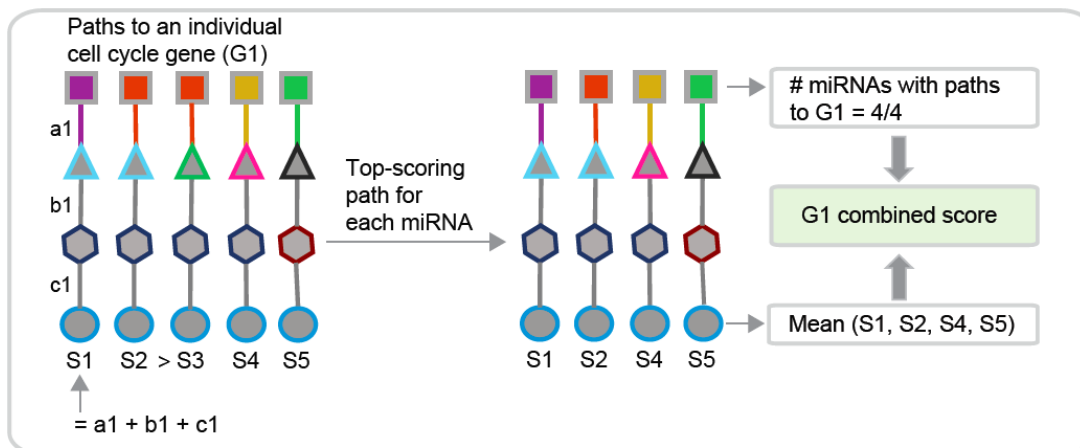 Paths to an individual
cell cycle gene (G1)
a1
b1
c1
S1 S2 > S3 S4 S5
= a1 + b1 + c1
Top-scoring
path for
each miRNA
S1 S2 S4 S5
# miRNAs with paths
to G1 = 4/4
G1 combined score
Mean (S1, S2, S4, S5)